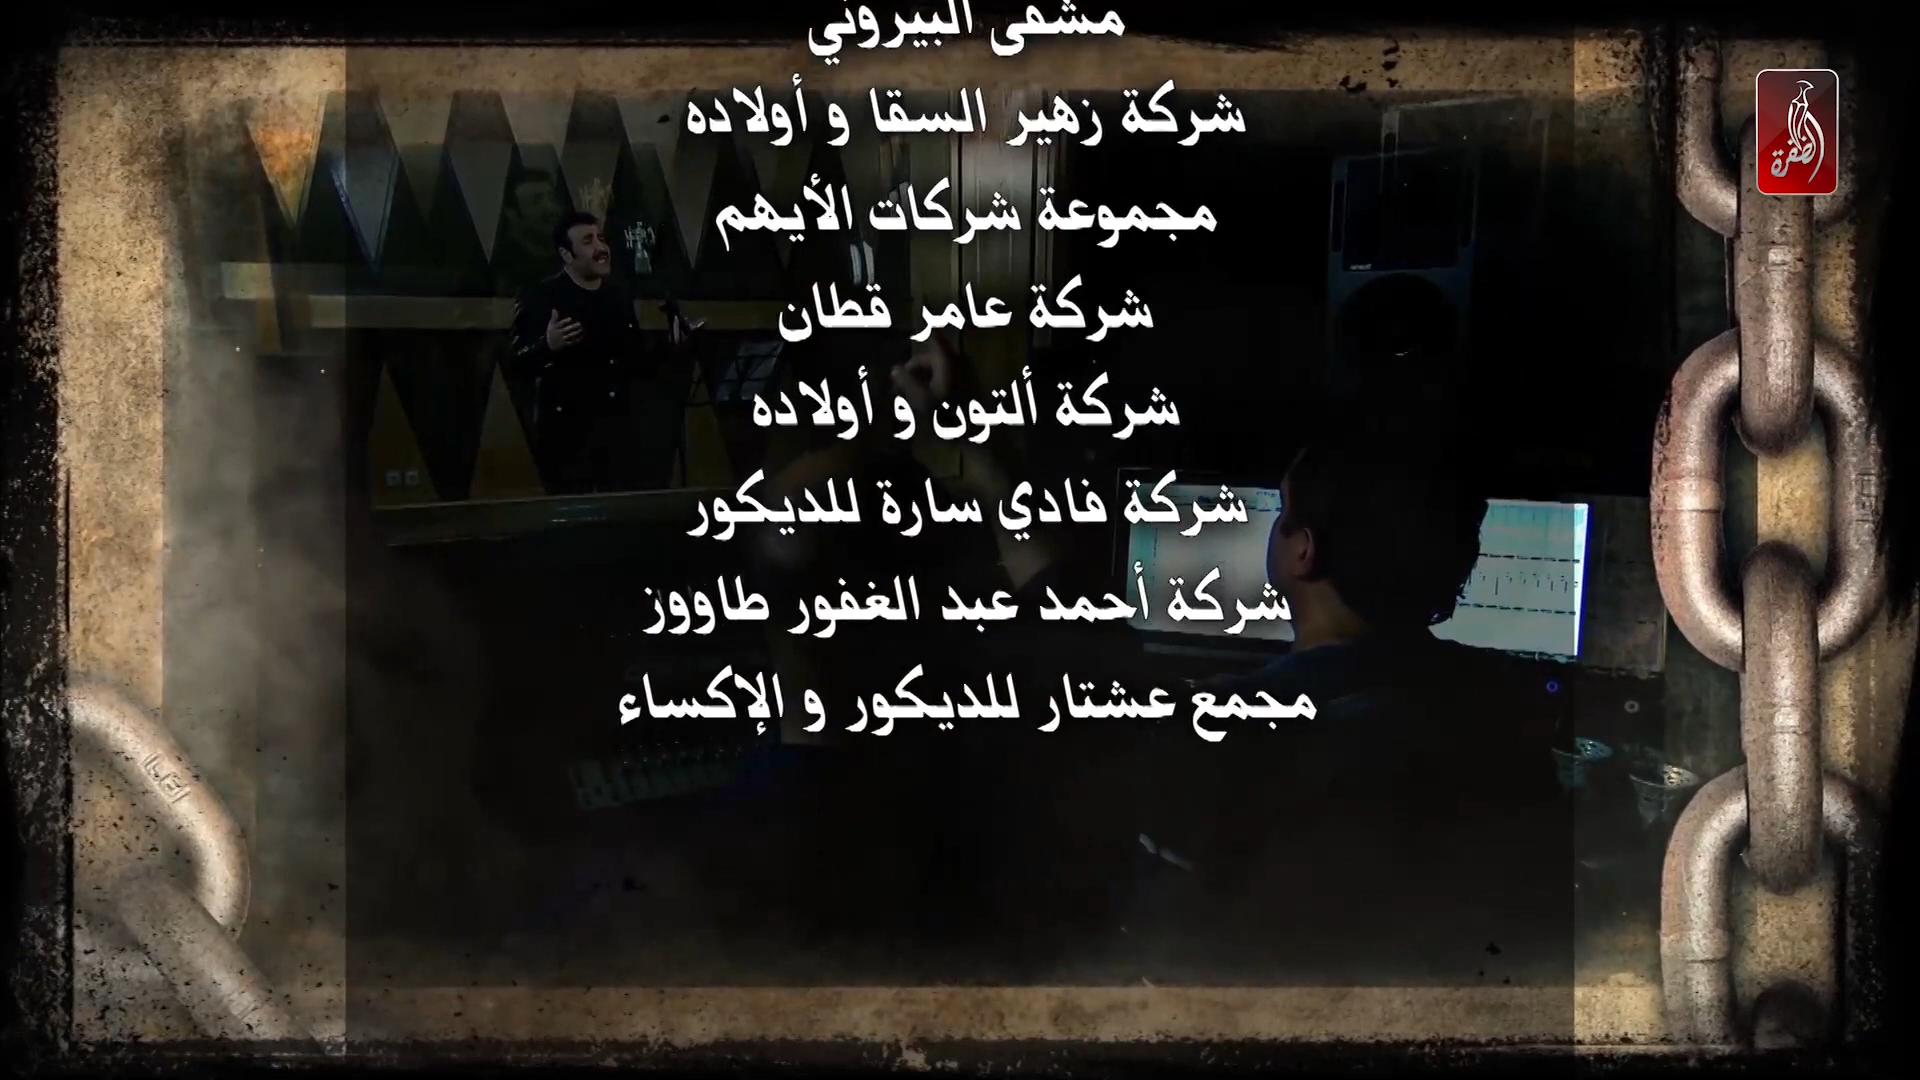 مشفى البيروني
شركة زهير السقا و أولاده
مجموعة شركات الأيهم
شركة عامر قطان
شركة ألتون و أولاده
شركة فادي سارة للديكور
شركة أحمد عبد الغفور طاووز
مجمع عشتار للديكور و الإكساء
الظفرة